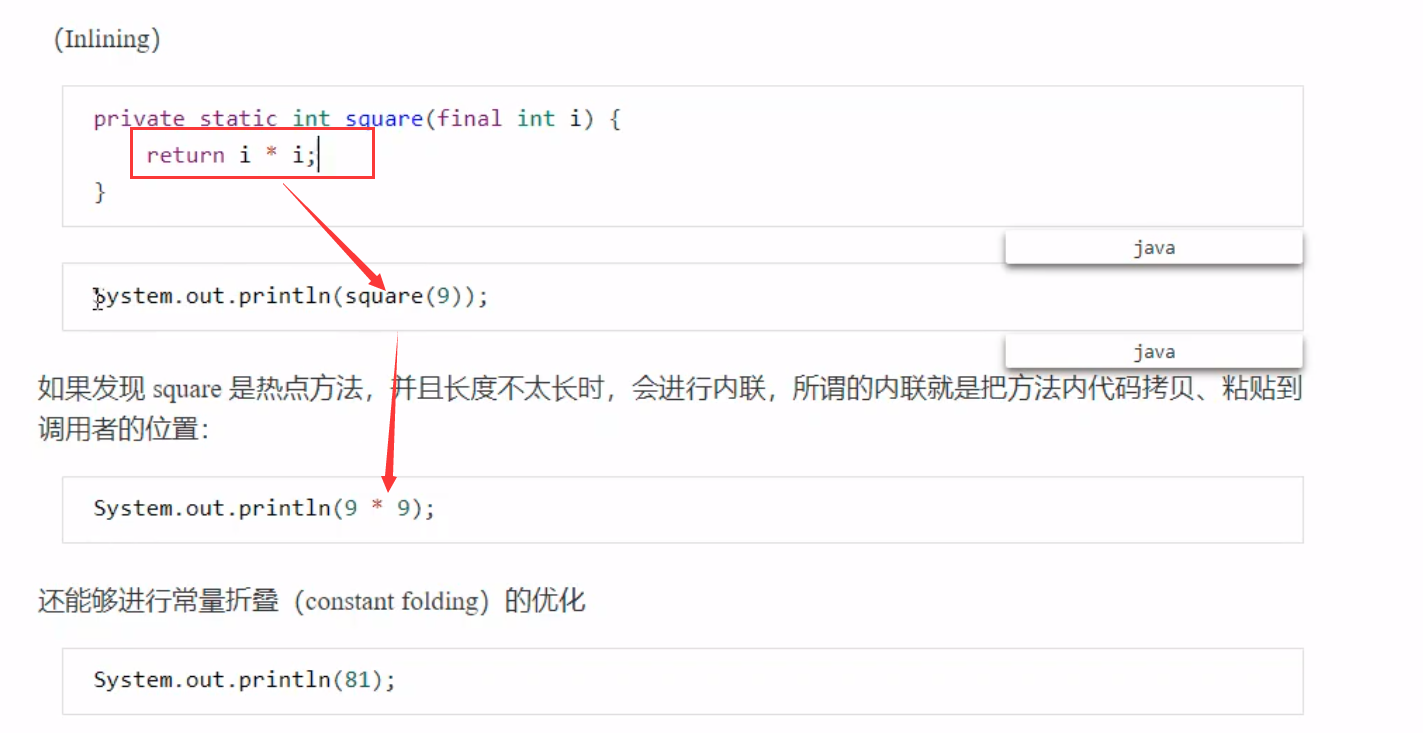 （Inlining）
private static int square(final int i) {
return i * i;
}
java
System.out.println(square(9));
java
如果发现 square 是热点方法，并且长度不太长时，会进行内联，所谓的内联就是把方法内代码拷贝、粘贴到
调用者的位置：
System.out.println(9 * 9);
还能够进行常量折叠（constant folding）的优化
System.out.println(81);